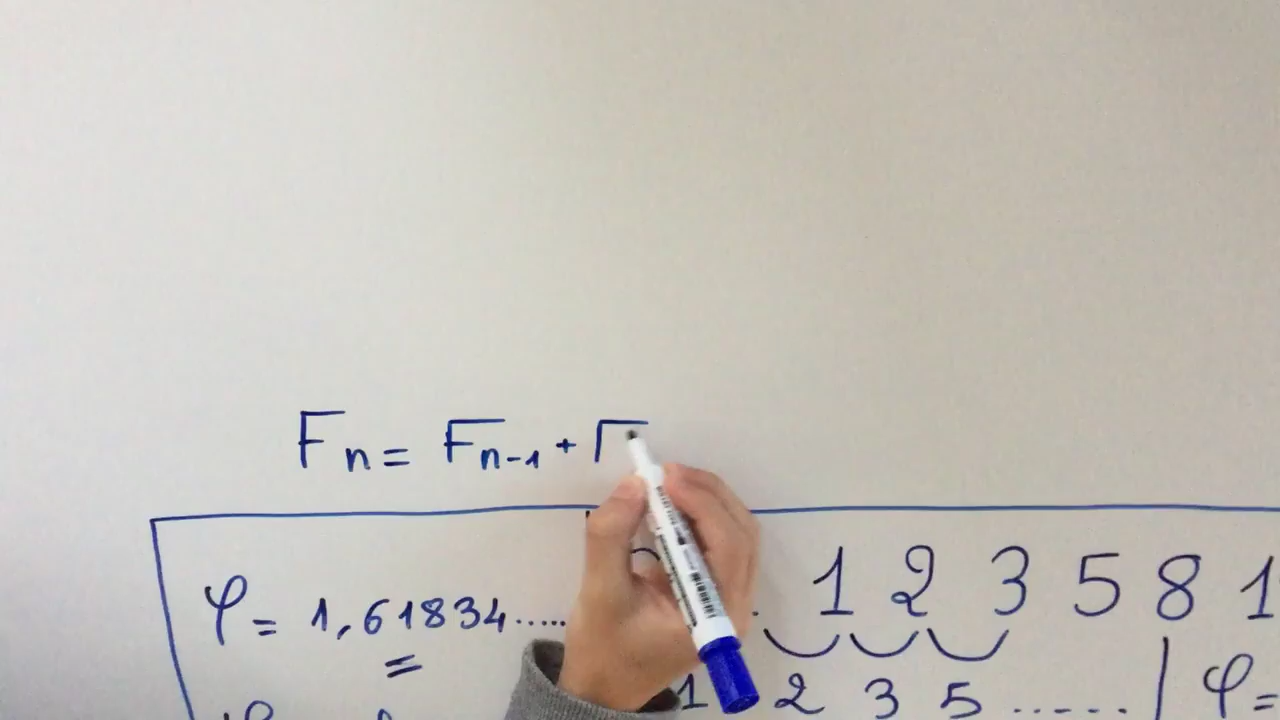 Fn = Fn-1 +
φ = 1,61834..... 1 2 3 5 8 1
=
1 2 3 5 ...... | φ =